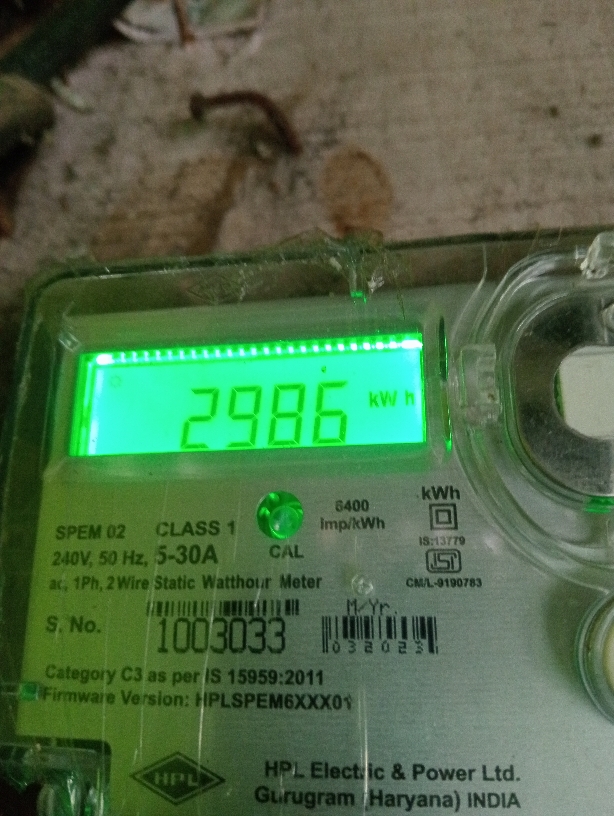 2986 kWh
6400
Imp/kWh
kWh
SPEM 02 CLASS 1
240V, 50 Hz, 5-30A
CAL
IS:13779
ISI
CM/L-9190783
ac, 1Ph, 2 Wire Static Watthour Meter
M/Yr.
S. No. 1003033
032023
Category C3 as per IS 15959:2011
Firmware Version: HPLSPEM6XXX01
HPL
HPL Electric & Power Ltd.
Gurugram (Haryana) INDIA